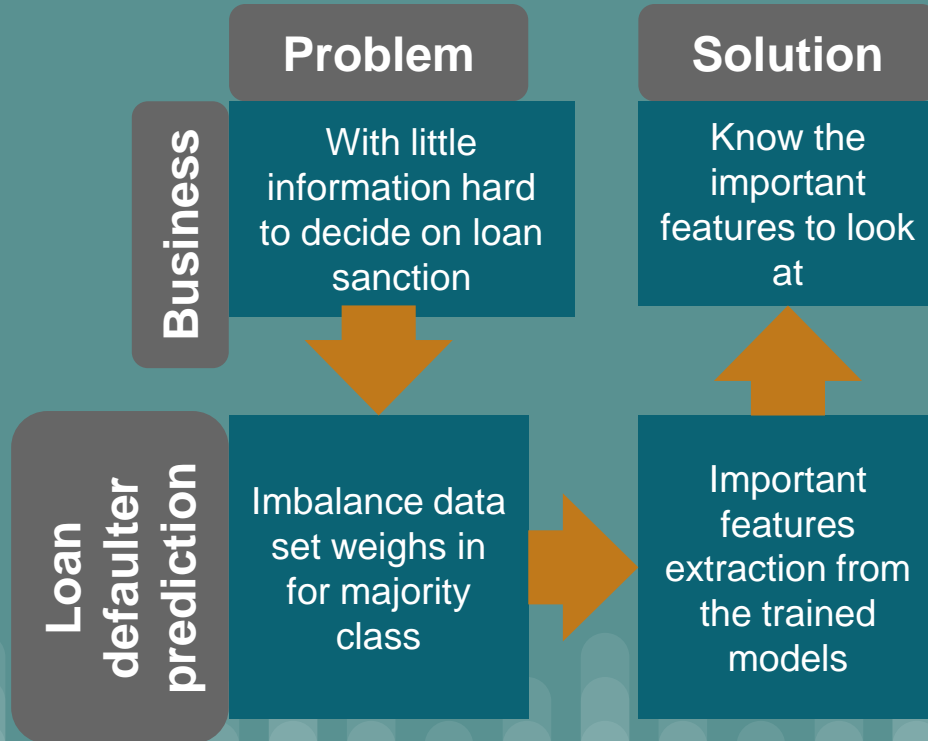 Problem
Solution
Business
With little
information hard
to decide on loan
sanction
Know the
important
features to look
at
Loan
defaulter
prediction
Imbalance data
set weighs in
for majority
class
Important
features
extraction from
the trained
models